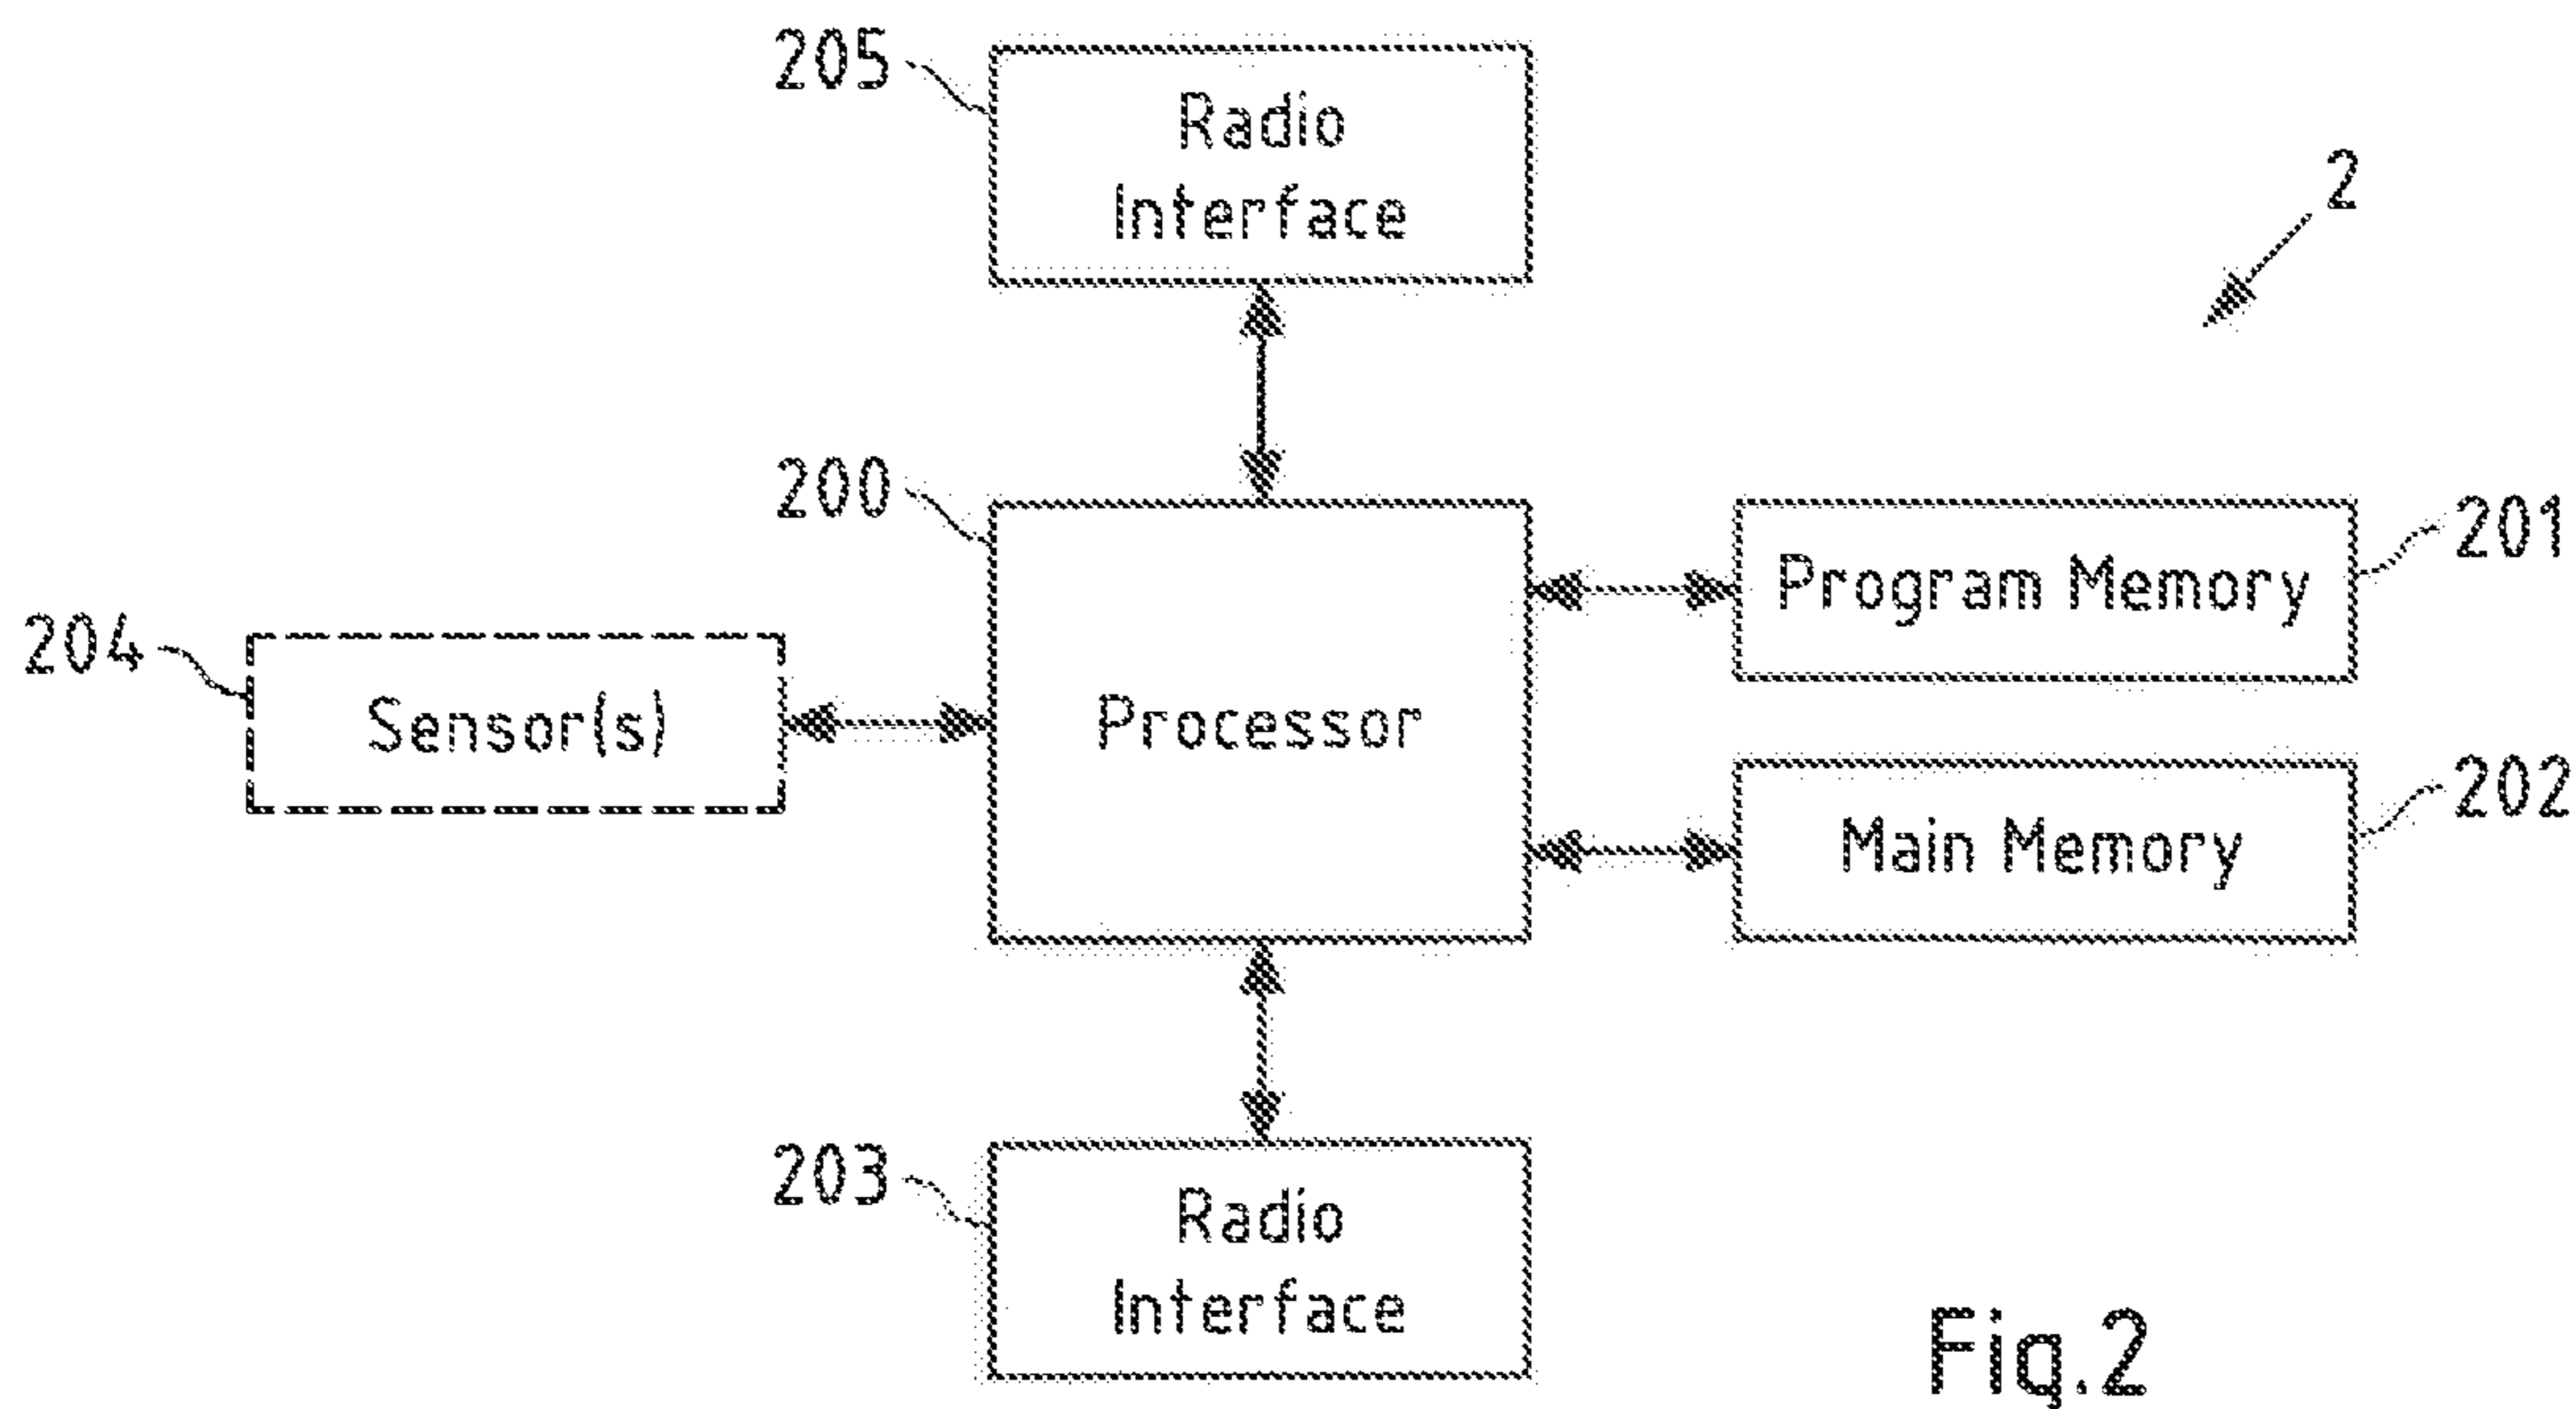 205
Radio
Interface
2
200
Processor
201
Program Memory
204
Sensor(s)
202
Main Memory
203
Radio
Interface
Fig.2